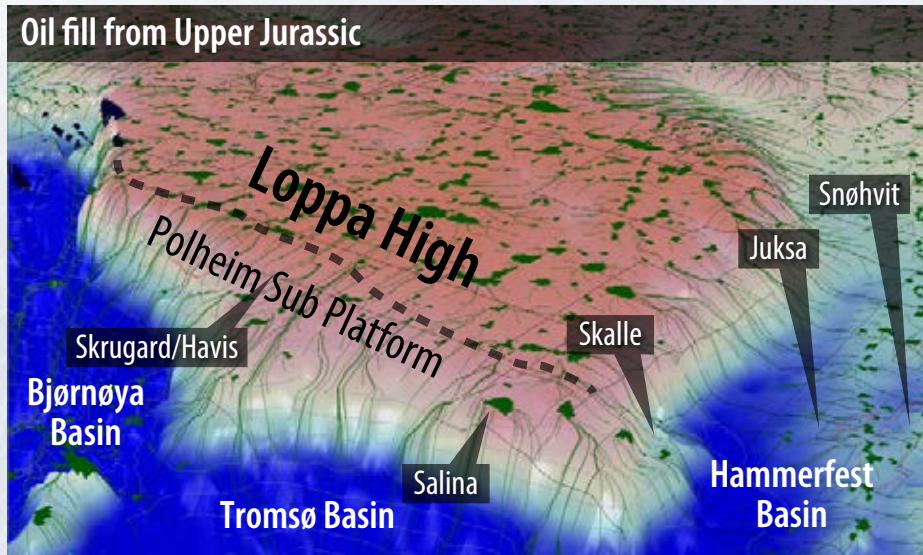 Oil fill from Upper Jurassic
Loppa High
Snøhvit
Polheim Sub Platform
Juksa
Skrugard/Havis
Skalle
Bjørnøya
Basin
Salina
Hammerfest
Basin
Tromsø Basin